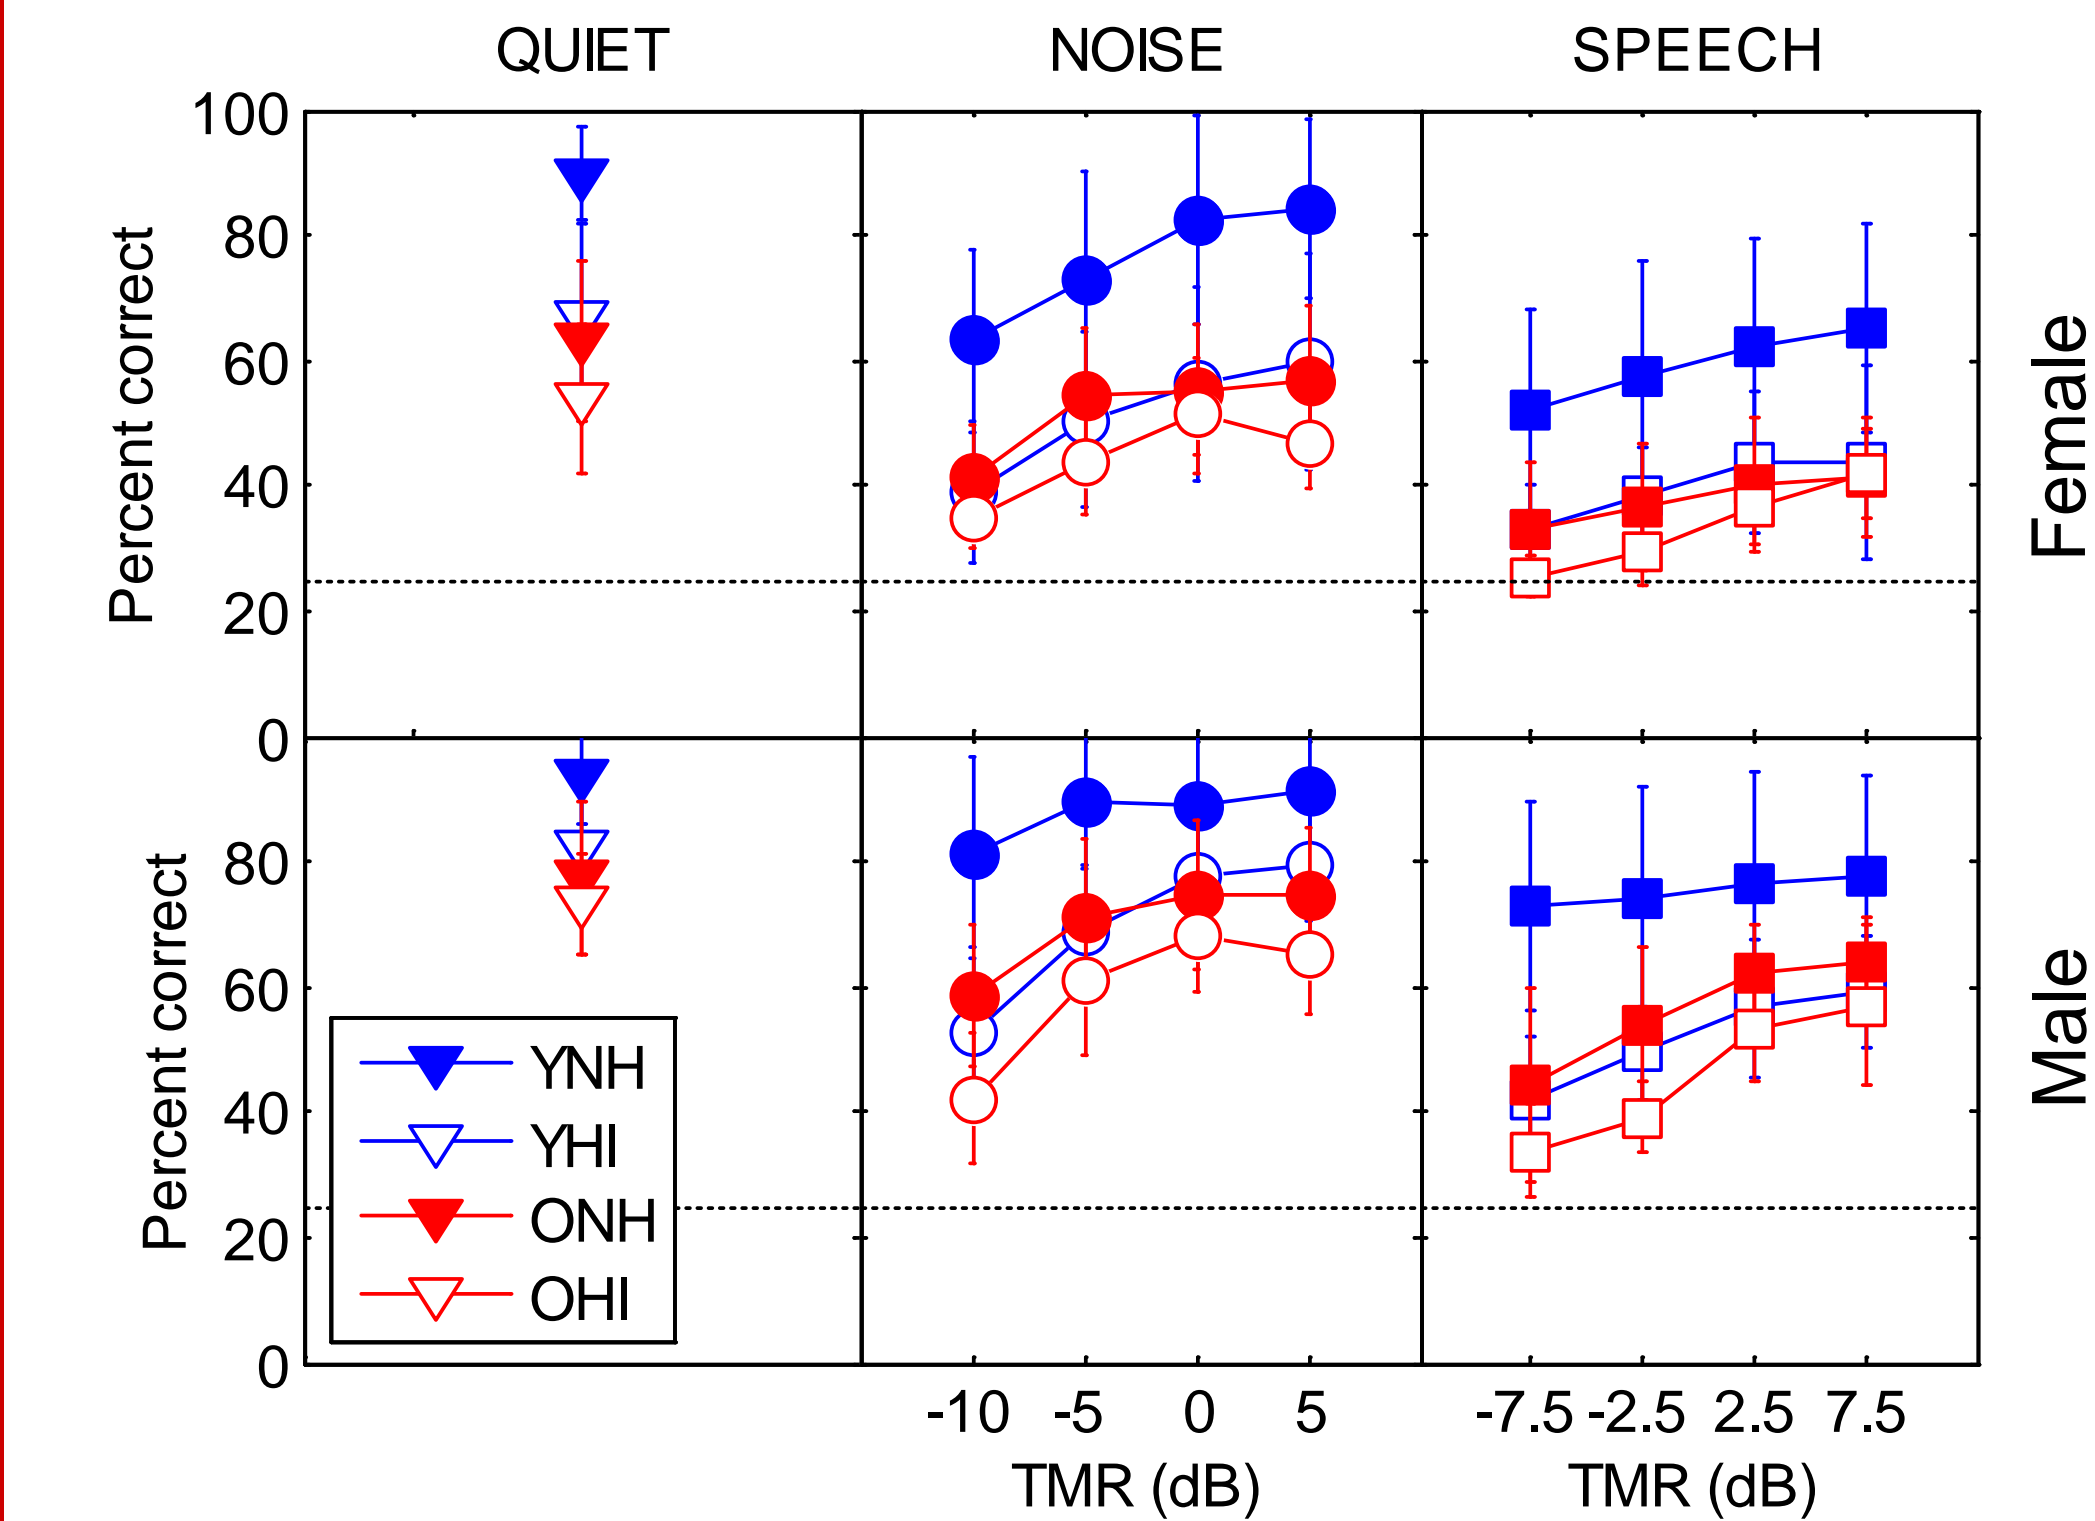 QUIET NOISE SPEECH
100
80
60
40
20
0
Percent correct
Female
80
60
40
20
0
Percent correct
Male
YNH
YHI
ONH
OHI
-10 -5 0 5 -7.5 -2.5 2.5 7.5
TMR (dB) TMR (dB)